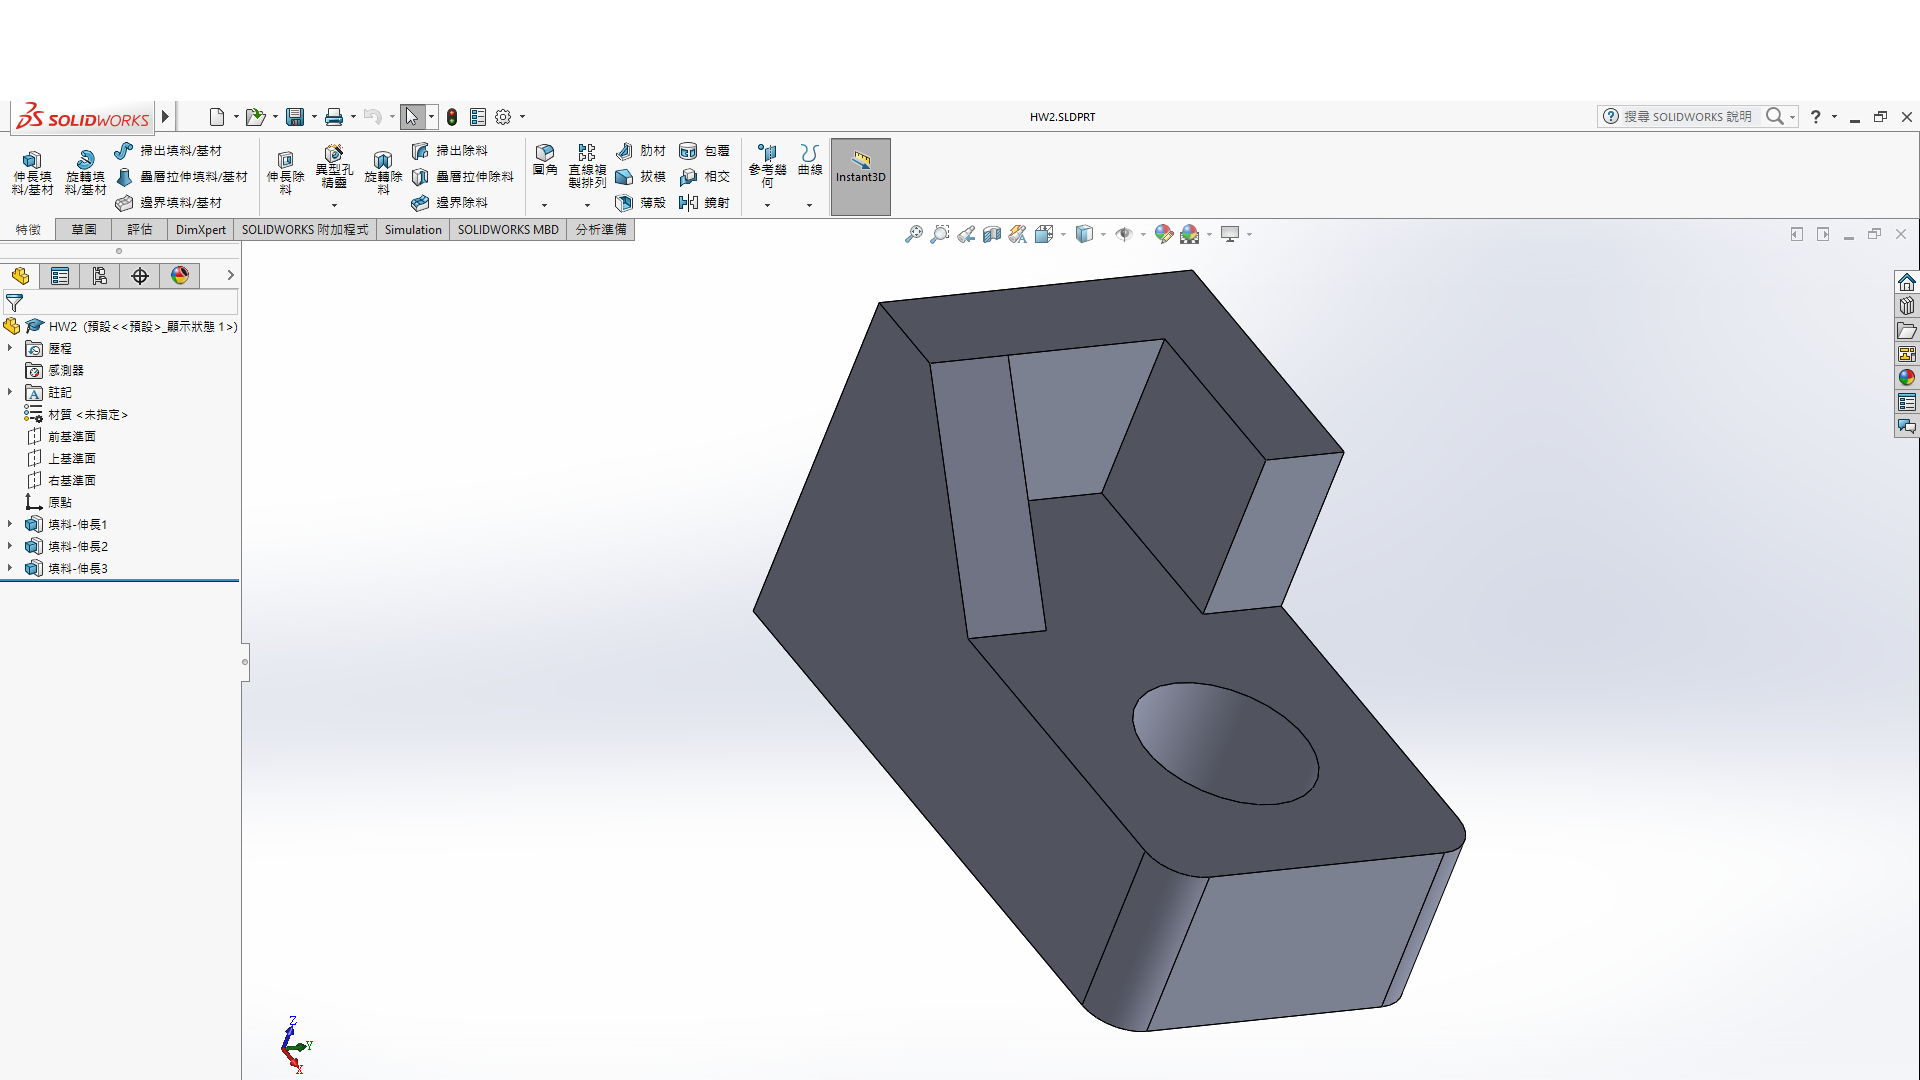 SOLIDWORKS
HW2.SLDPRT
搜尋 SOLIDWORKS 說明
伸長填料/基材
旋轉填料/基材
掃出填料/基材
疊層拉伸填料/基材
邊界填料/基材
伸長除料
異型孔精靈
旋轉除料
掃出除料
疊層拉伸除料
邊界除料
圓角
直線複製排列
肋材
拔模
薄殼
包覆
相交
鏡射
參考幾何
曲線
Instant3D
特徵
草圖
評估
DimXpert
SOLIDWORKS 附加程式
Simulation
SOLIDWORKS MBD
分析準備
HW2 (預設<<預設>_顯示狀態 1>)
歷程
感測器
註記
材質 <未指定>
前基準面
上基準面
右基準面
原點
填料-伸長1
填料-伸長2
填料-伸長3
Z
Y
X